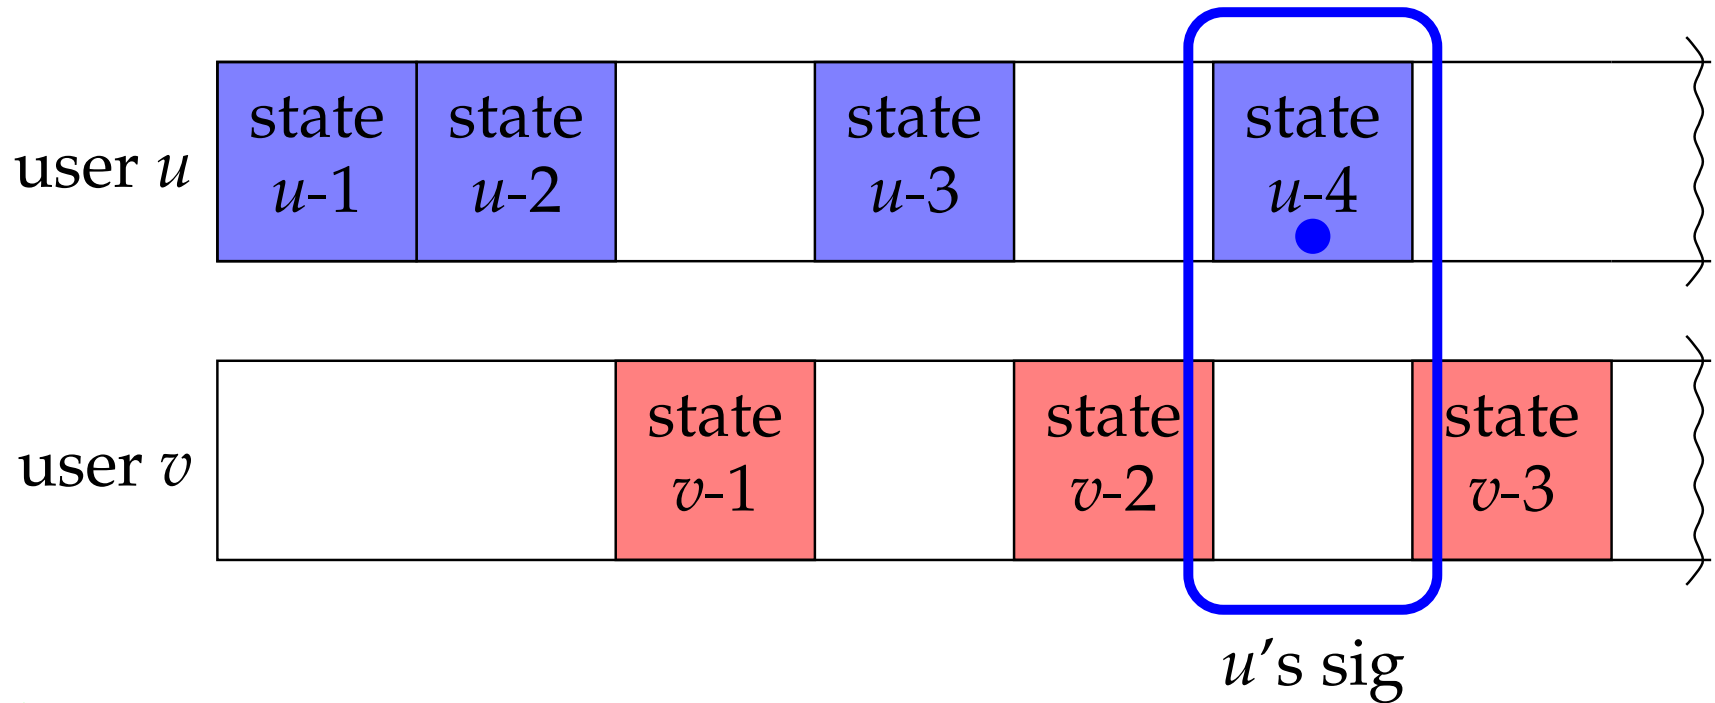 user u
state
u-1
state
u-2
state
u-3
state
u-4
user v
state
v-1
state
v-2
state
v-3
u's sig